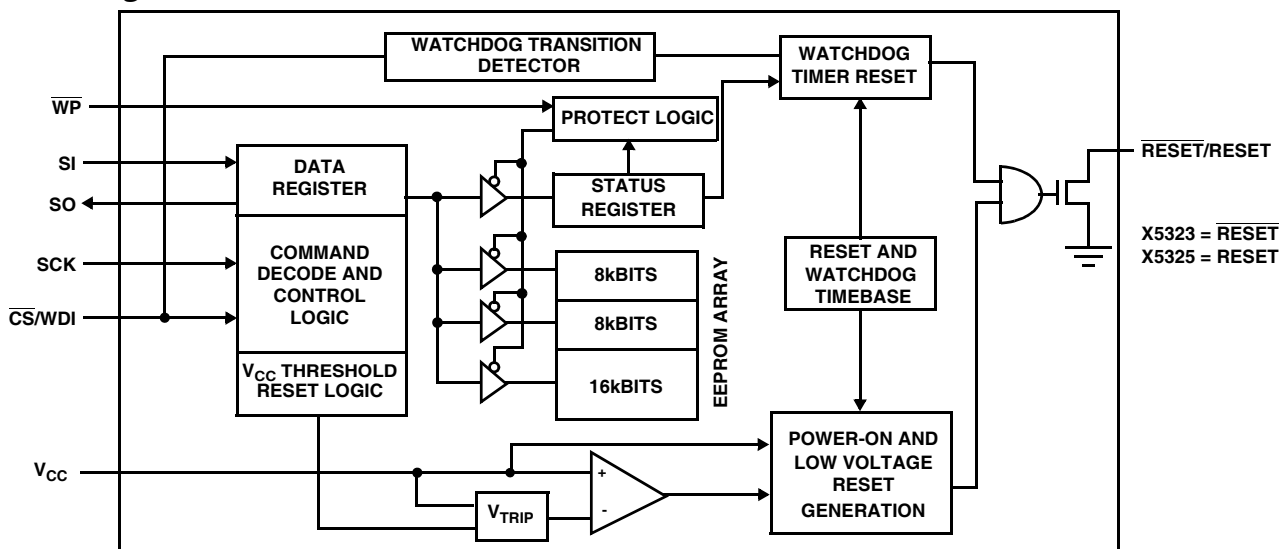 WATCHDOG TRANSITION
DETECTOR
WATCHDOG
TIMER RESET
WP
PROTECT LOGIC
SI
DATA
REGISTER
SO
STATUS
REGISTER
RESET/RESET
X5323 = RESET
X5325 = RESET
SCK
COMMAND
DECODE AND
CONTROL
LOGIC
CS/WDI
8kBITS
8kBITS
16kBITS
EEPROM ARRAY
RESET AND
WATCHDOG
TIMEBASE
VCC THRESHOLD
RESET LOGIC
VCC
+
-
VTRIP
POWER-ON AND
LOW VOLTAGE
RESET
GENERATION